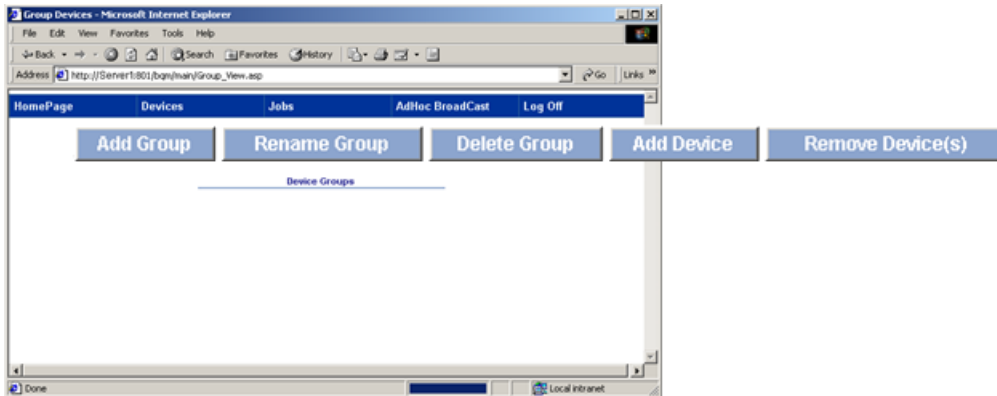 Group Devices - Microsoft Internet Explorer
File Edit View Favorites Tools Help
Back Search Favorites History
Address http://Server1:801/bqm/main/Group_View.asp Go Links »
HomePage Devices Jobs AdHoc BroadCast Log Off
Add Group Rename Group Delete Group Add Device Remove Device(s)
Device Groups
Done Local intranet